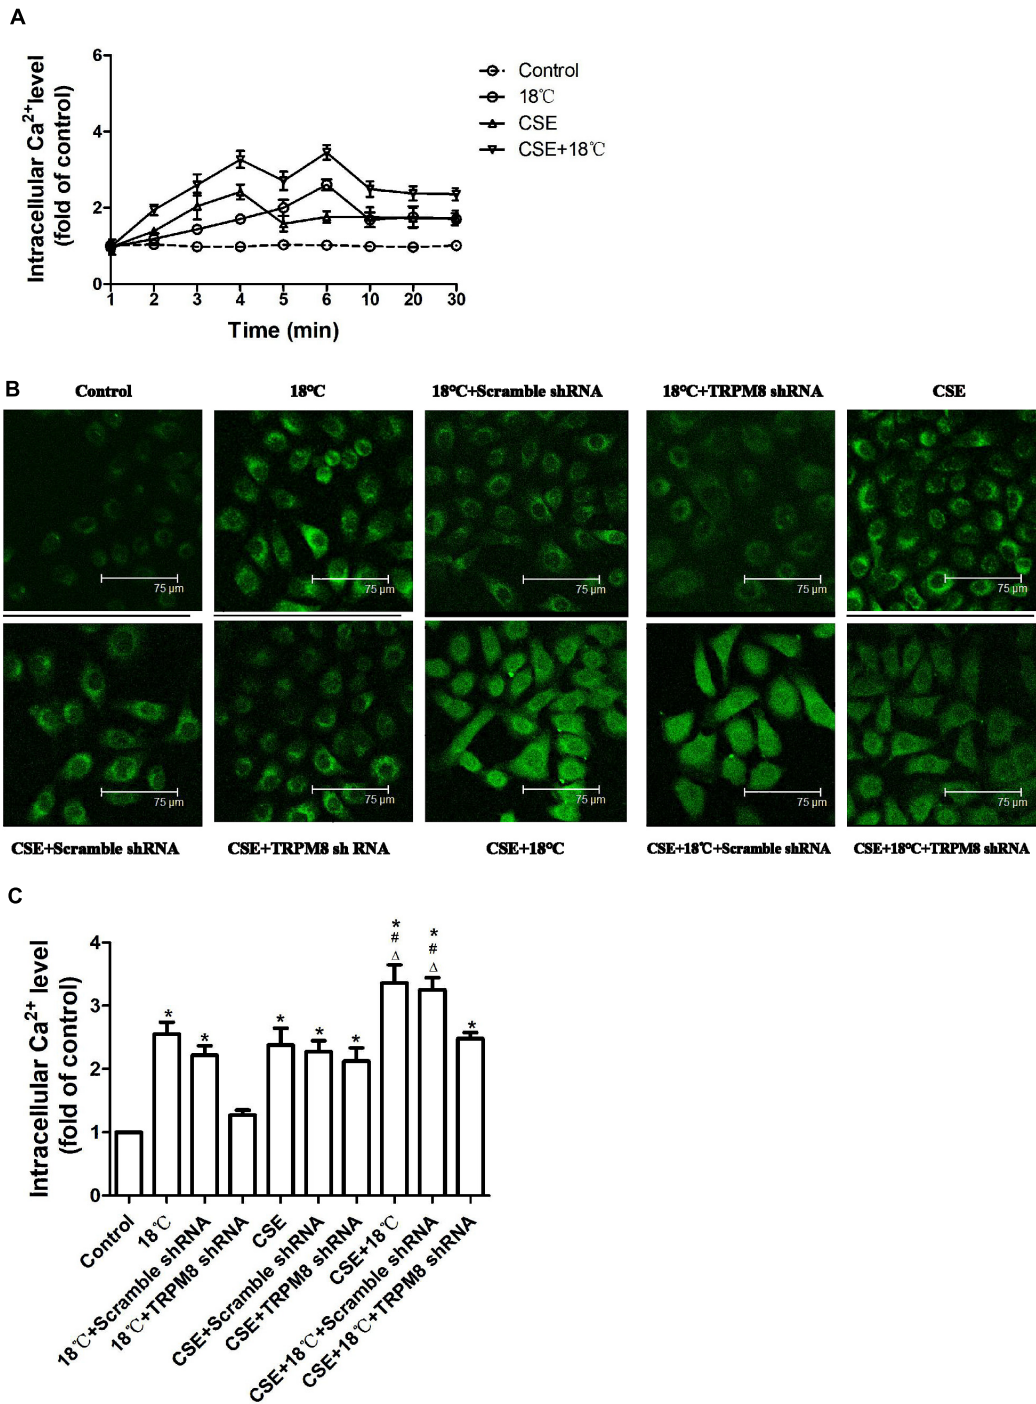 A
Intracellular Ca2+level
(fold of control)
6
4
2
0
1 2 3 4 5 6 10 20 30
Time (min)
Control
18℃
CSE
CSE+18℃
B
Control 18°C 18°C+Scramble shRNA 18°C+TRPM8 shRNA CSE
75 µm 75 µm 75 µm 75 µm 75 µm
75 µm 75 µm 75 µm 75 µm 75 µm
CSE+Scramble shRNA CSE+TRPM8 sh RNA CSE+18°C CSE+18℃+Scramble shRNA CSE+18°C+TRPM8 shRNA
C
Intracellular Ca2+ level
(fold of control)
4
3
2
1
0
* * * * * * # Δ * # Δ *
Control
18℃
18℃+Scramble shRNA
18℃+TRPM8 shRNA
CSE
CSE+Scramble shRNA
CSE+TRPM8 shRNA
CSE+18℃
CSE+18℃+Scramble shRNA
CSE+18℃+TRPM8 shRNA